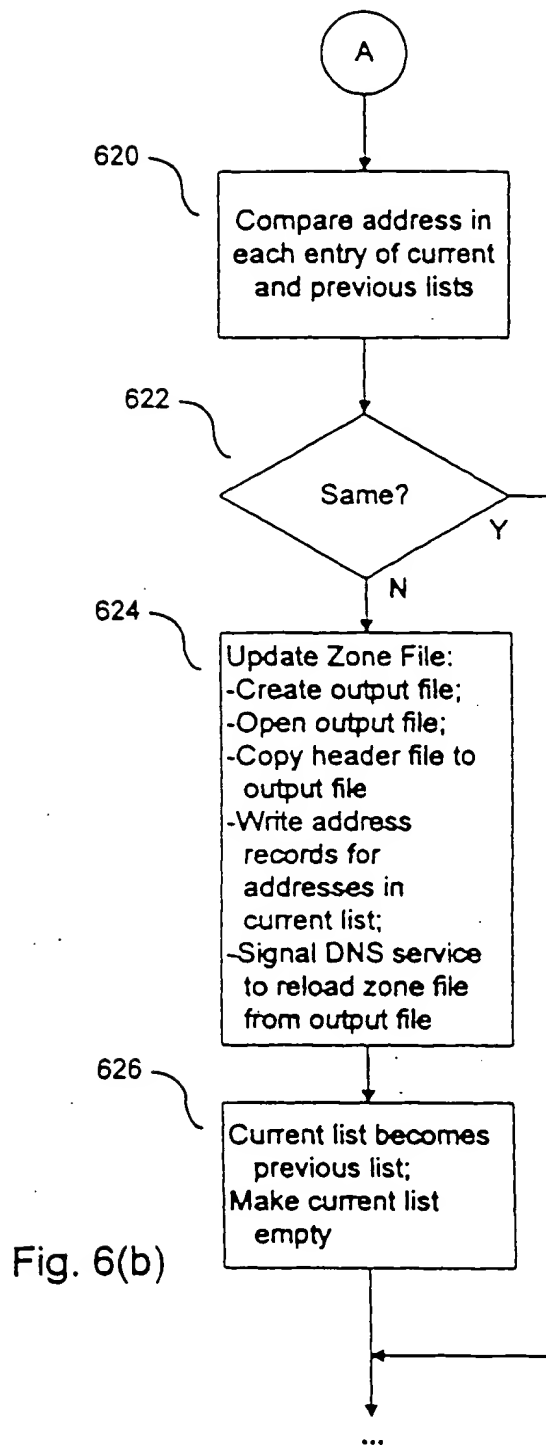 A
620
Compare address in
each entry of current
and previous lists
622
Same?
Y
N
624
Update Zone File:
-Create output file;
-Open output file;
-Copy header file to
output file
-Write address
records for
addresses in
current list;
-Signal DNS service
to reload zone file
from output file
626
Current list becomes
previous list;
Make current list
empty
Fig. 6(b)
...